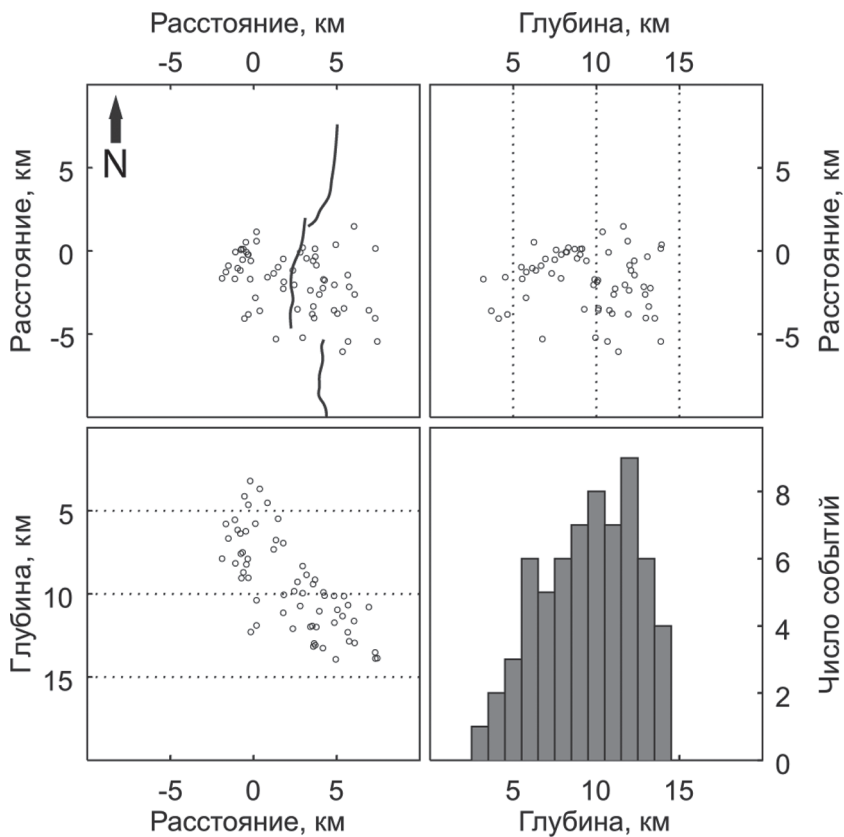 Расстояние, км
Глубина, км
-5 0 5
5 10 15
N
Расстояние, км
5
0
-5
5
0
-5
Расстояние, км
Глубина, км
5
10
15
8
6
4
2
0
Число событий
-5 0 5
5 10 15
Расстояние, км
Глубина, км